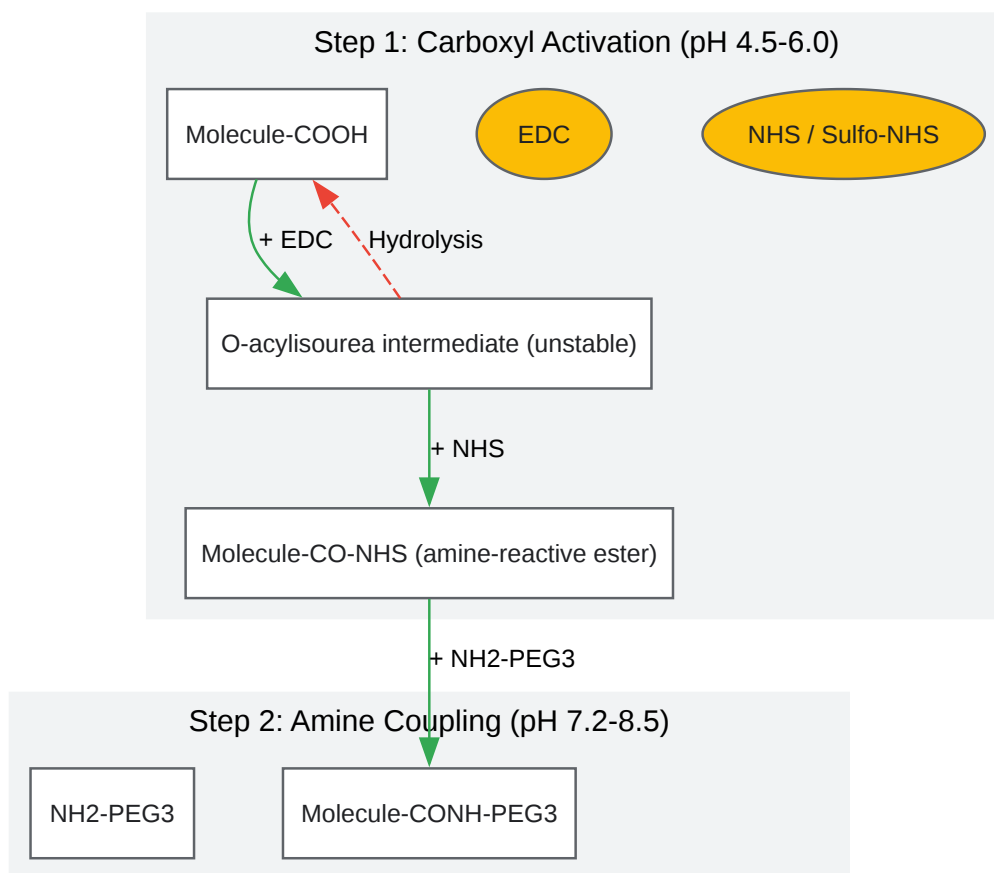 Step 1: Carboxyl Activation (pH 4.5-6.0)
Molecule-COOH
EDC
NHS / Sulfo-NHS
+ EDC
Hydrolysis
O-acylisourea intermediate (unstable)
+ NHS
Molecule-CO-NHS (amine-reactive ester)
+ NH2-PEG3
Step 2: Amine Coupling (pH 7.2-8.5)
NH2-PEG3
Molecule-CONH-PEG3